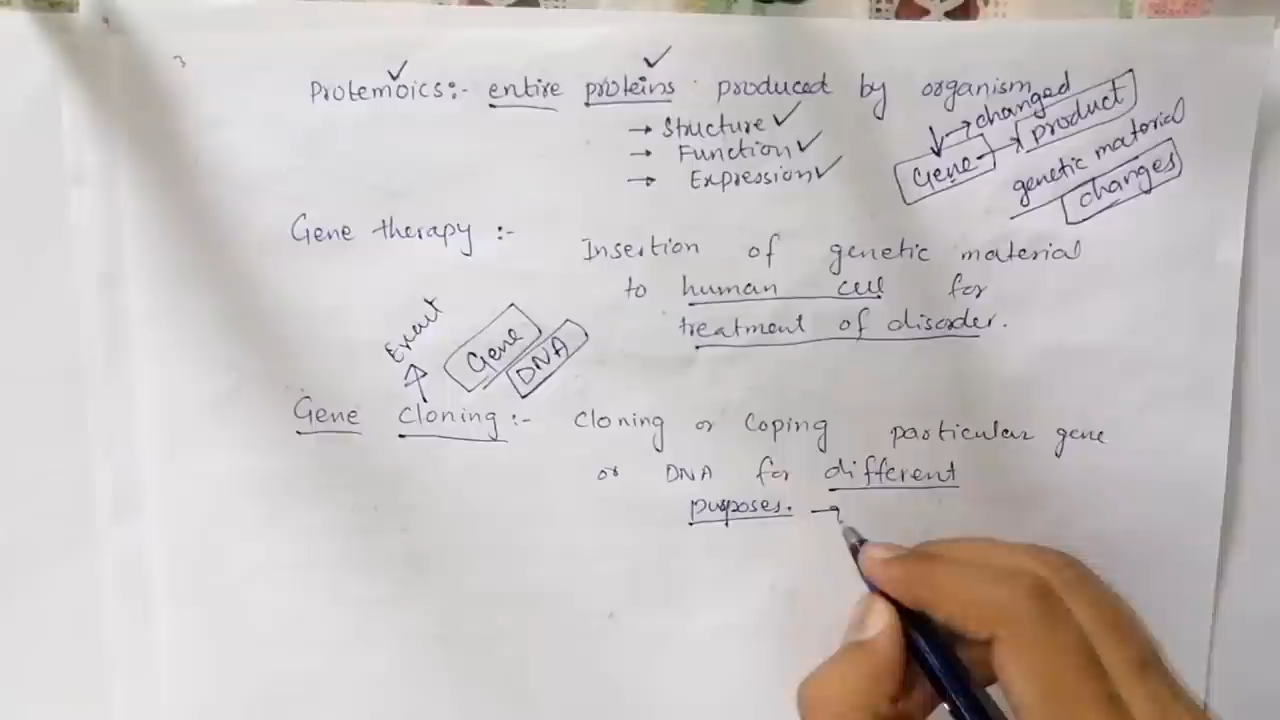 Protemoics:- entire proteins produced by organism
→ Structure ✓
→ Function ✓
→ Expression ✓
→ changed
Gene → product
genetic material
changes
Gene therapy :- Insertion of genetic material
to human cell for
treatment of disorder.
Exact
Gene
DNA
Gene cloning :- Cloning or Coping particular gene
or DNA for different
purposes. →